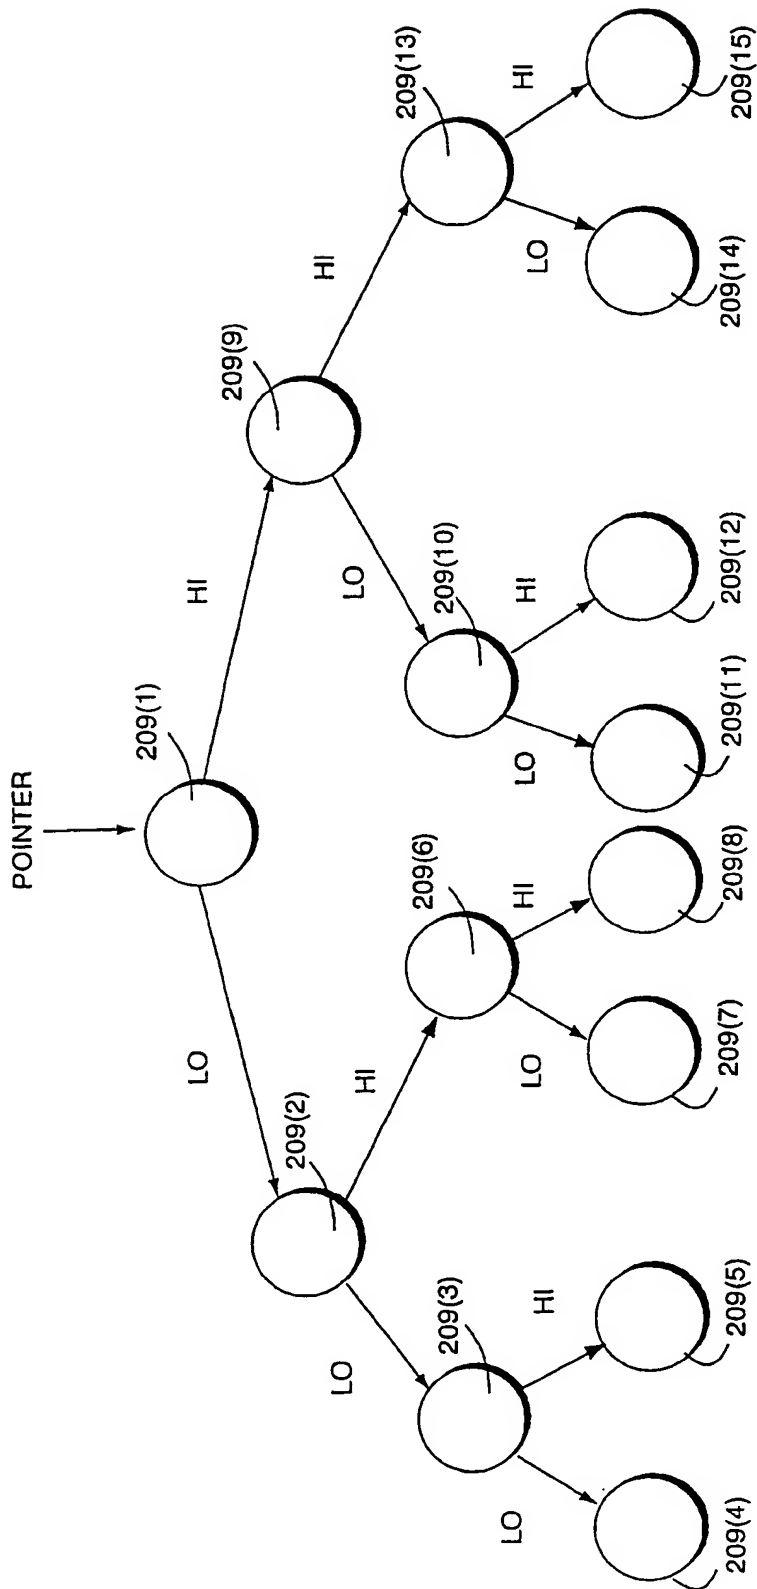 POINTER
209(1)
LO
HI
209(2)
209(9)
LO
HI
LO
HI
209(3)
209(6)
209(10)
209(13)
LO
HI
LO
HI
LO
HI
LO
HI
209(4)
209(5)
209(7)
209(8)
209(11)
209(12)
209(14)
209(15)